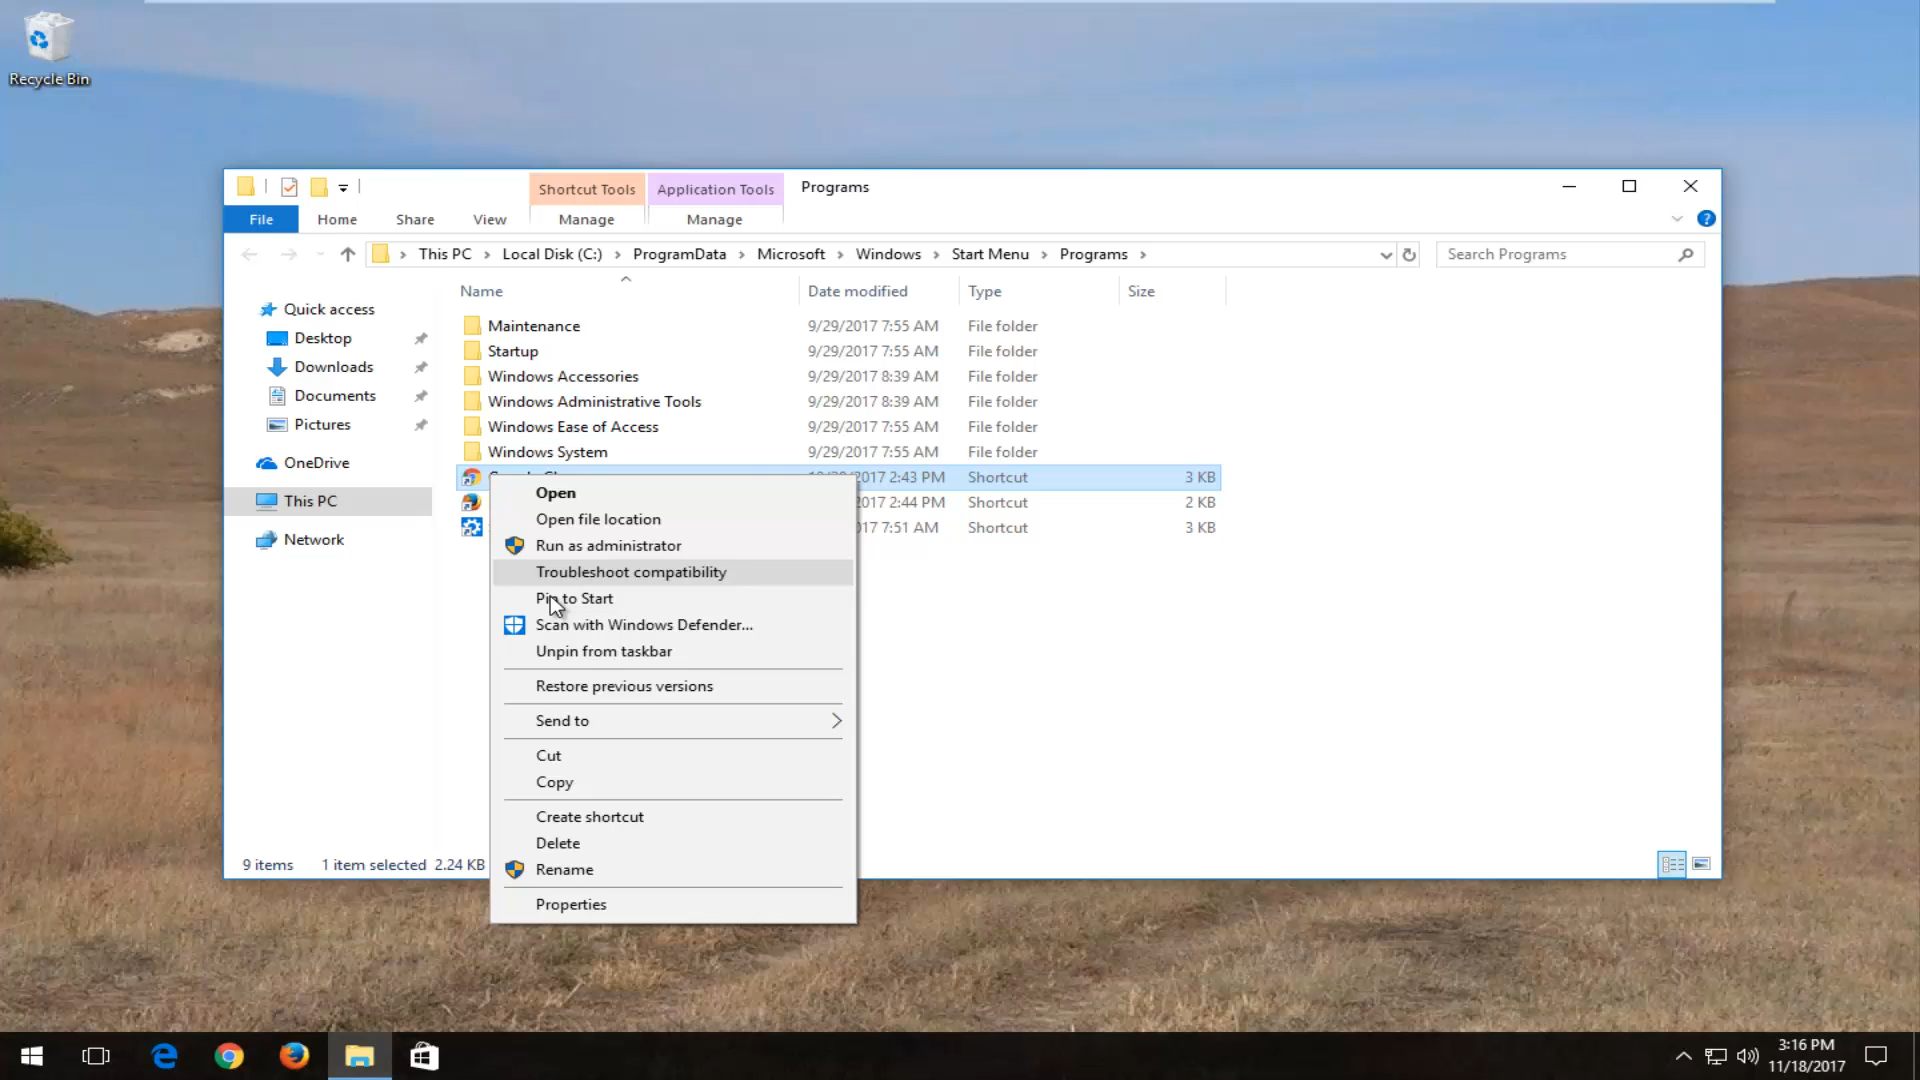 Recycle Bin
Shortcut Tools
Application Tools
Programs
File
Home
Share
View
Manage
Manage
This PC
Local Disk (C:)
ProgramData
Microsoft
Windows
Start Menu
Programs
Search Programs
Name
Date modified
Type
Size
Quick access
Desktop
Downloads
Documents
Pictures
OneDrive
This PC
Network
Maintenance 9/29/2017 7:55 AM File folder
Startup 9/29/2017 7:55 AM File folder
Windows Accessories 9/29/2017 8:39 AM File folder
Windows Administrative Tools 9/29/2017 8:39 AM File folder
Windows Ease of Access 9/29/2017 7:55 AM File folder
Windows System 9/29/2017 7:55 AM File folder
2017 2:43 PM Shortcut 3 KB
2017 2:44 PM Shortcut 2 KB
17 7:51 AM Shortcut 3 KB
Open
Open file location
Run as administrator
Troubleshoot compatibility
Pin to Start
Scan with Windows Defender...
Unpin from taskbar
Restore previous versions
Send to
Cut
Copy
Create shortcut
Delete
Rename
Properties
9 items 1 item selected 2.24 KB
3:16 PM
11/18/2017